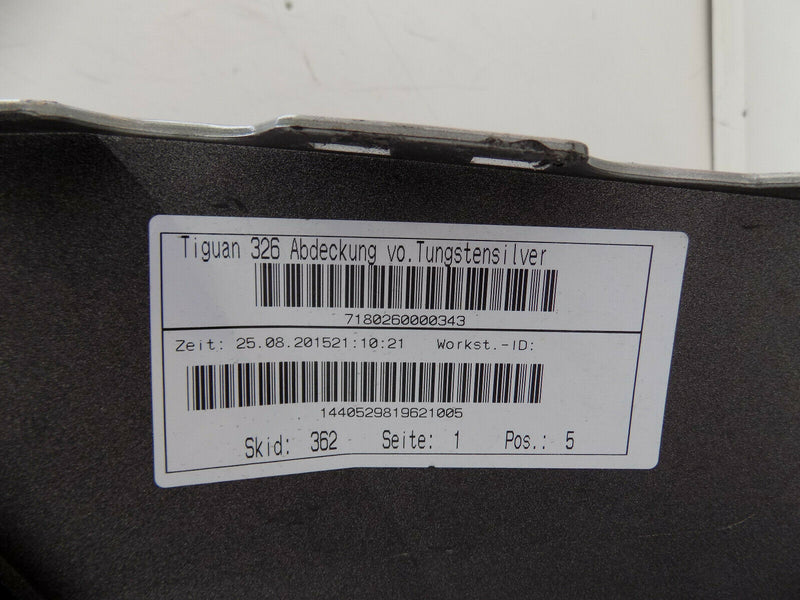 Tiguan 326 Abdeckung vo.Tungstensilver
7180260000343
Zeit: 25.08.201521:10:21 Workst.-ID:
1440529819621005
Skid: 362 Seite: 1 Pos.: 5